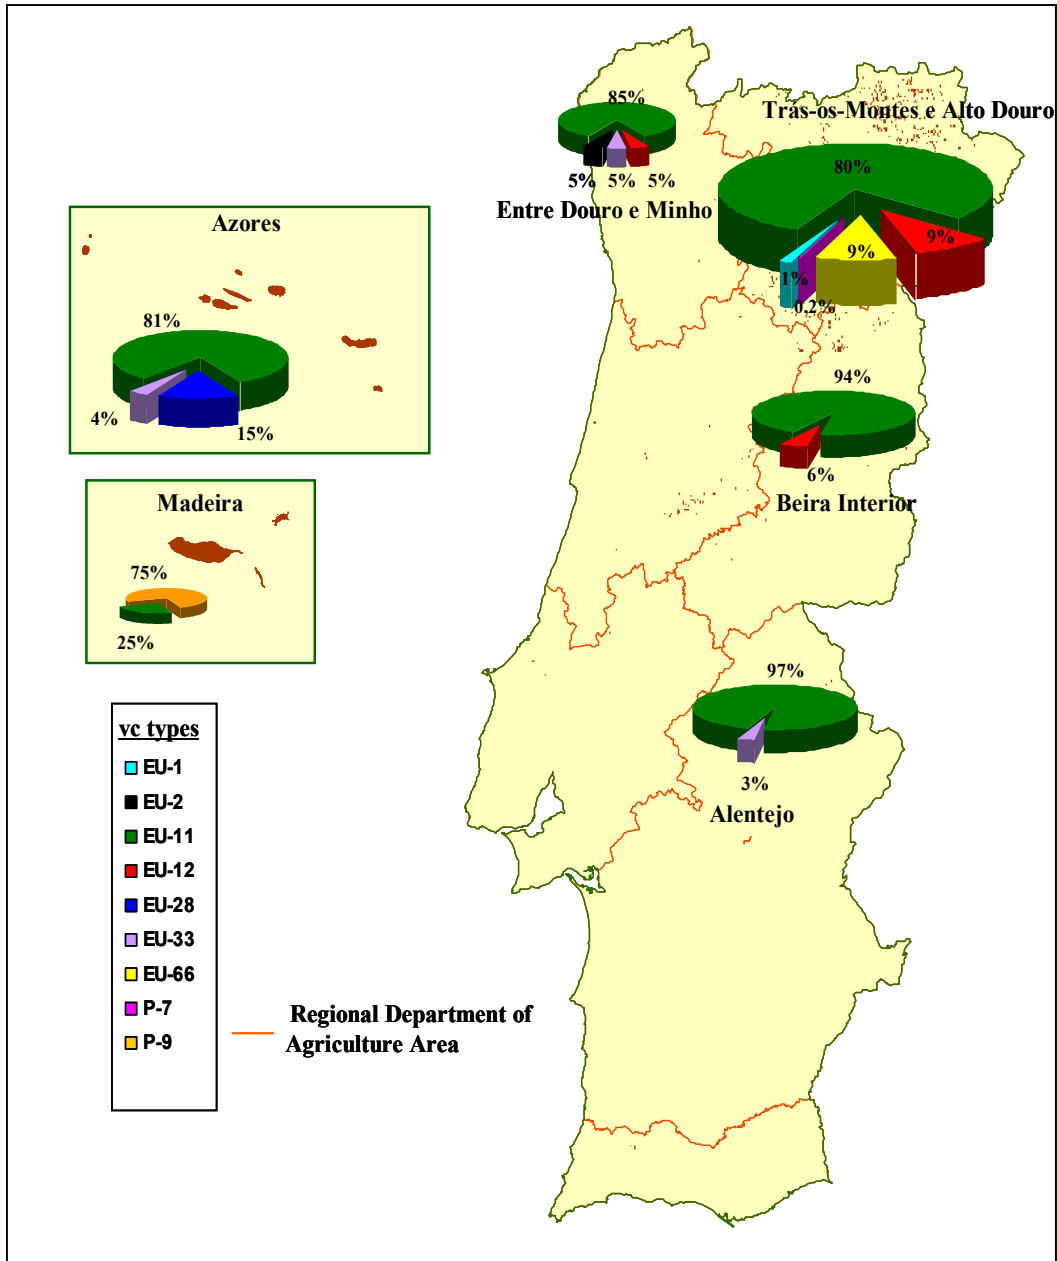 85%
Trás-os-Montes e Alto Douro
80%
5%
5%
5%
Entre Douro e Minho
9%
9%
1%
0,2%
Azores
81%
4%
15%
94%
6%
Beira Interior
Madeira
75%
25%
97%
3%
Alentejo
vc types
EU-1
EU-2
EU-11
EU-12
EU-28
EU-33
EU-66
P-7
P-9
Regional Department of
Agriculture Area